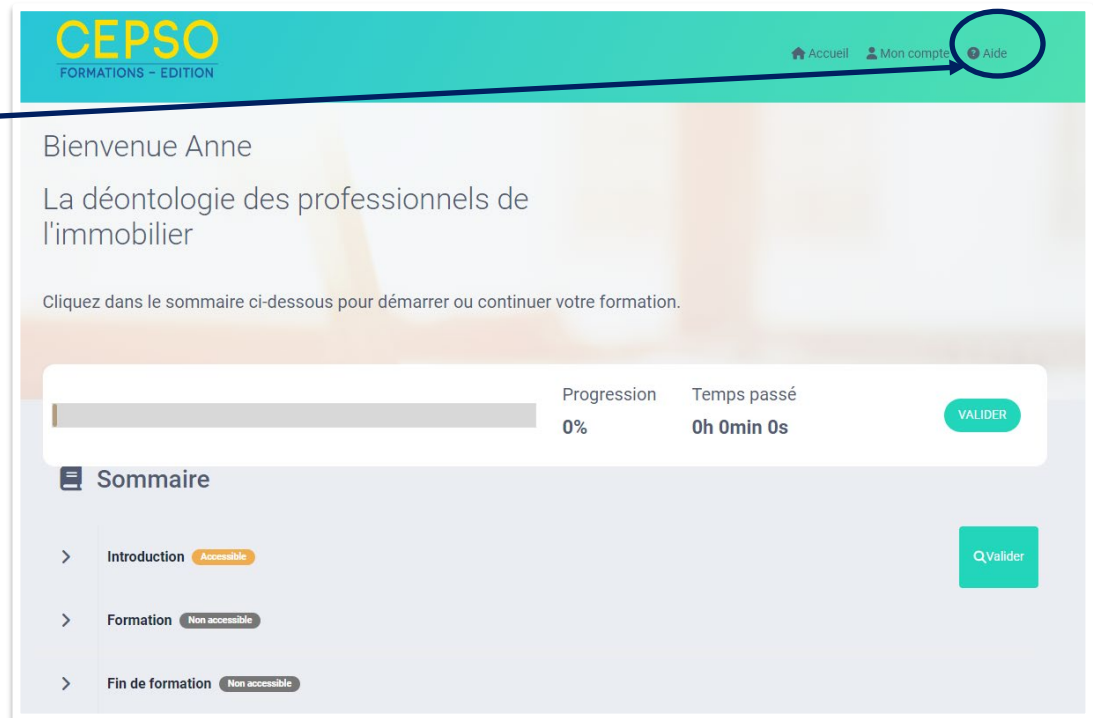 CEPSO
FORMATIONS - EDITION
Accueil Mon compte Aide
Bienvenue Anne
La déontologie des professionnels de
l'immobilier
Cliquez dans le sommaire ci-dessous pour démarrer ou continuer votre formation.
Progression Temps passé
0% 0h 0min 0s
VALIDER
Sommaire
Introduction Accessible
Valider
Formation Non accessible
Fin de formation Non accessible